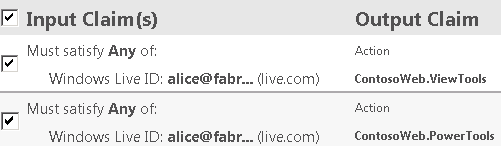 Input Claim(s) Output Claim
Must satisfy Any of: Action
Windows Live ID: alice@fabr... (live.com) ContosoWeb.ViewTools
Must satisfy Any of: Action
Windows Live ID: alice@fabr... (live.com) ContosoWeb.PowerTools